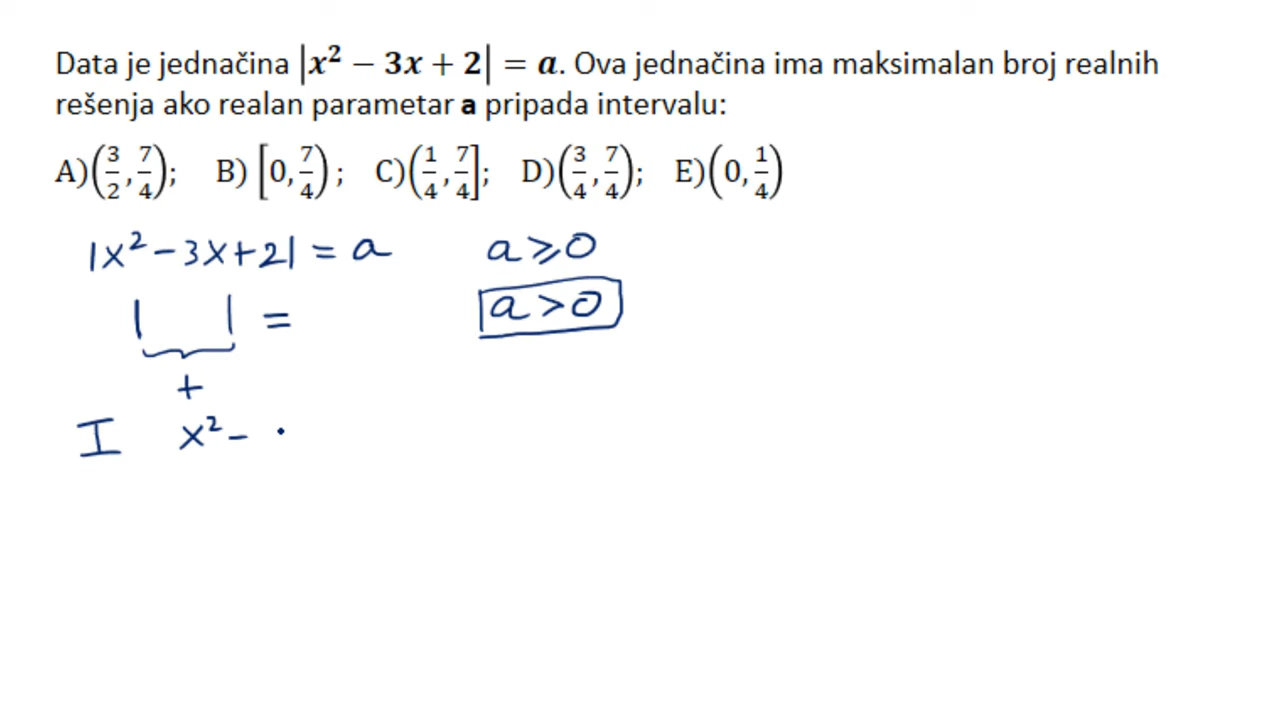 Data je jednačina |x² − 3x + 2| = a. Ova jednačina ima maksimalan broj realnih
rešenja ako realan parametar a pripada intervalu:
A)(3/2, 7/4); B) [0, 7/4) ; C)(1/4, 7/4]; D)(3/4, 7/4); E)(0, 1/4)
|x² − 3x + 2| = a a ⩾ 0
| | = a > 0
+
I x² −